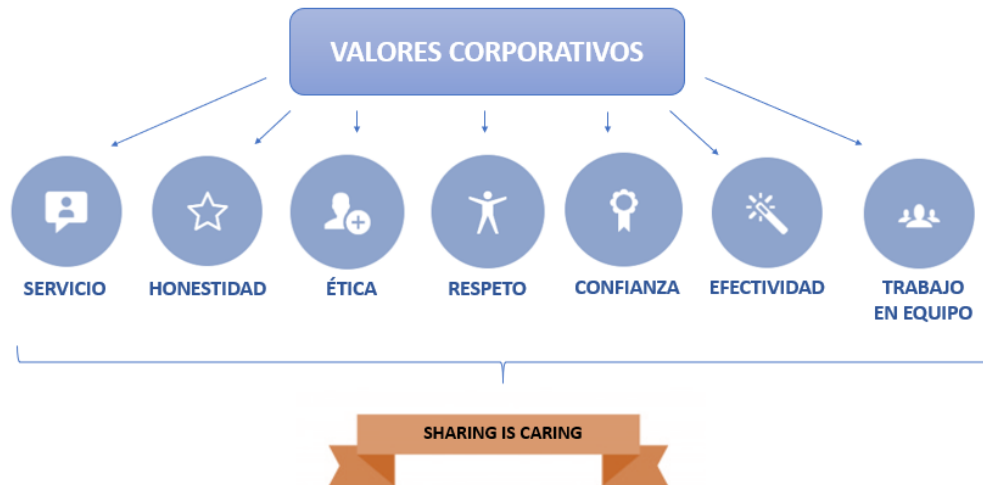 VALORES CORPORATIVOS
SERVICIO
HONESTIDAD
ÉTICA
RESPETO
CONFIANZA
EFECTIVIDAD
TRABAJO
EN EQUIPO
SHARING IS CARING